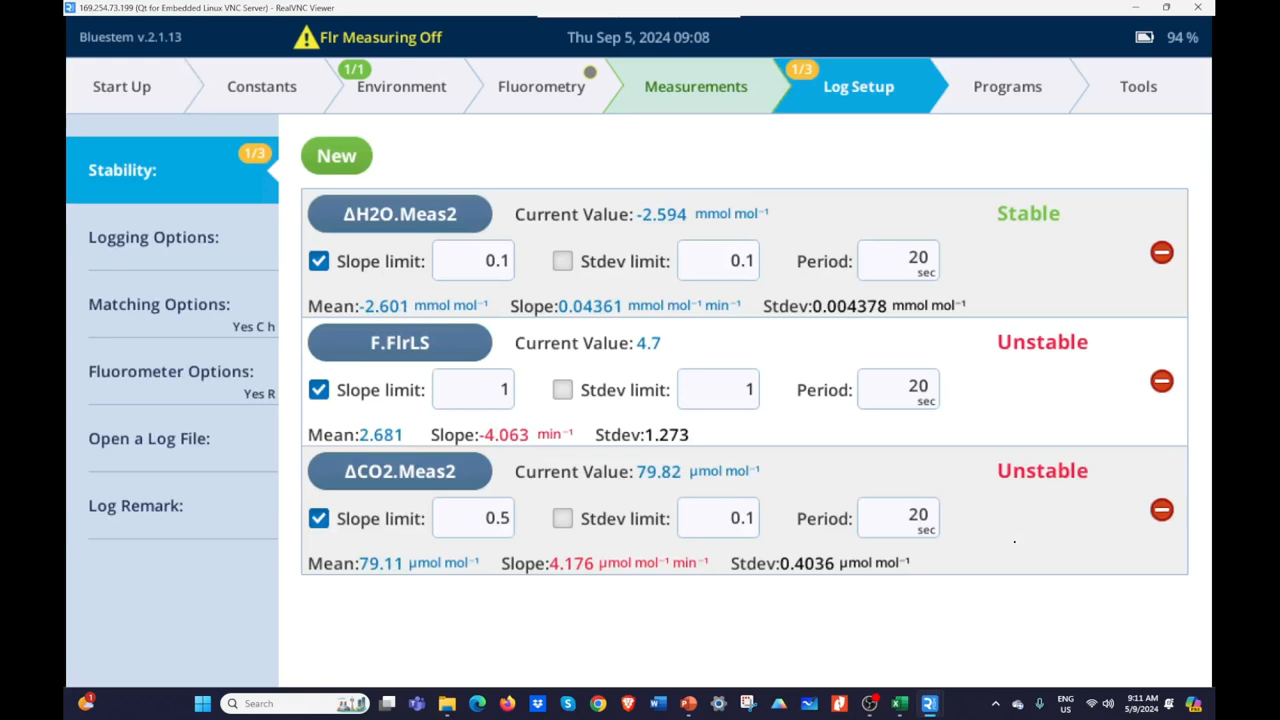 169.254.73.199 (Qt for Embedded Linux VNC Server) - RealVNC Viewer
Bluestem v.2.1.13
Flr Measuring Off
Thu Sep 5, 2024 09:08
94 %
Start Up
Constants
1/1
Environment
Fluorometry
Measurements
1/3
Log Setup
Programs
Tools
Stability:
1/3
Logging Options:
Matching Options:
Yes C h
Fluorometer Options:
Yes R
Open a Log File:
Log Remark:
New
ΔH2O.Meas2 Current Value: -2.594 mmol mol⁻¹ Stable
Slope limit: 0.1 Stdev limit: 0.1 Period: 20 sec
Mean:-2.601 mmol mol⁻¹ Slope:0.04361 mmol mol⁻¹ min⁻¹ Stdev:0.004378 mmol mol⁻¹
F.FlrLS Current Value: 4.7 Unstable
Slope limit: 1 Stdev limit: 1 Period: 20 sec
Mean:2.681 Slope:-4.063 min⁻¹ Stdev:1.273
ΔCO2.Meas2 Current Value: 79.82 µmol mol⁻¹ Unstable
Slope limit: 0.5 Stdev limit: 0.1 Period: 20 sec
Mean:79.11 µmol mol⁻¹ Slope:4.176 µmol mol⁻¹ min⁻¹ Stdev:0.4036 µmol mol⁻¹
1
Search
ENG
US
9:11 AM
5/9/2024